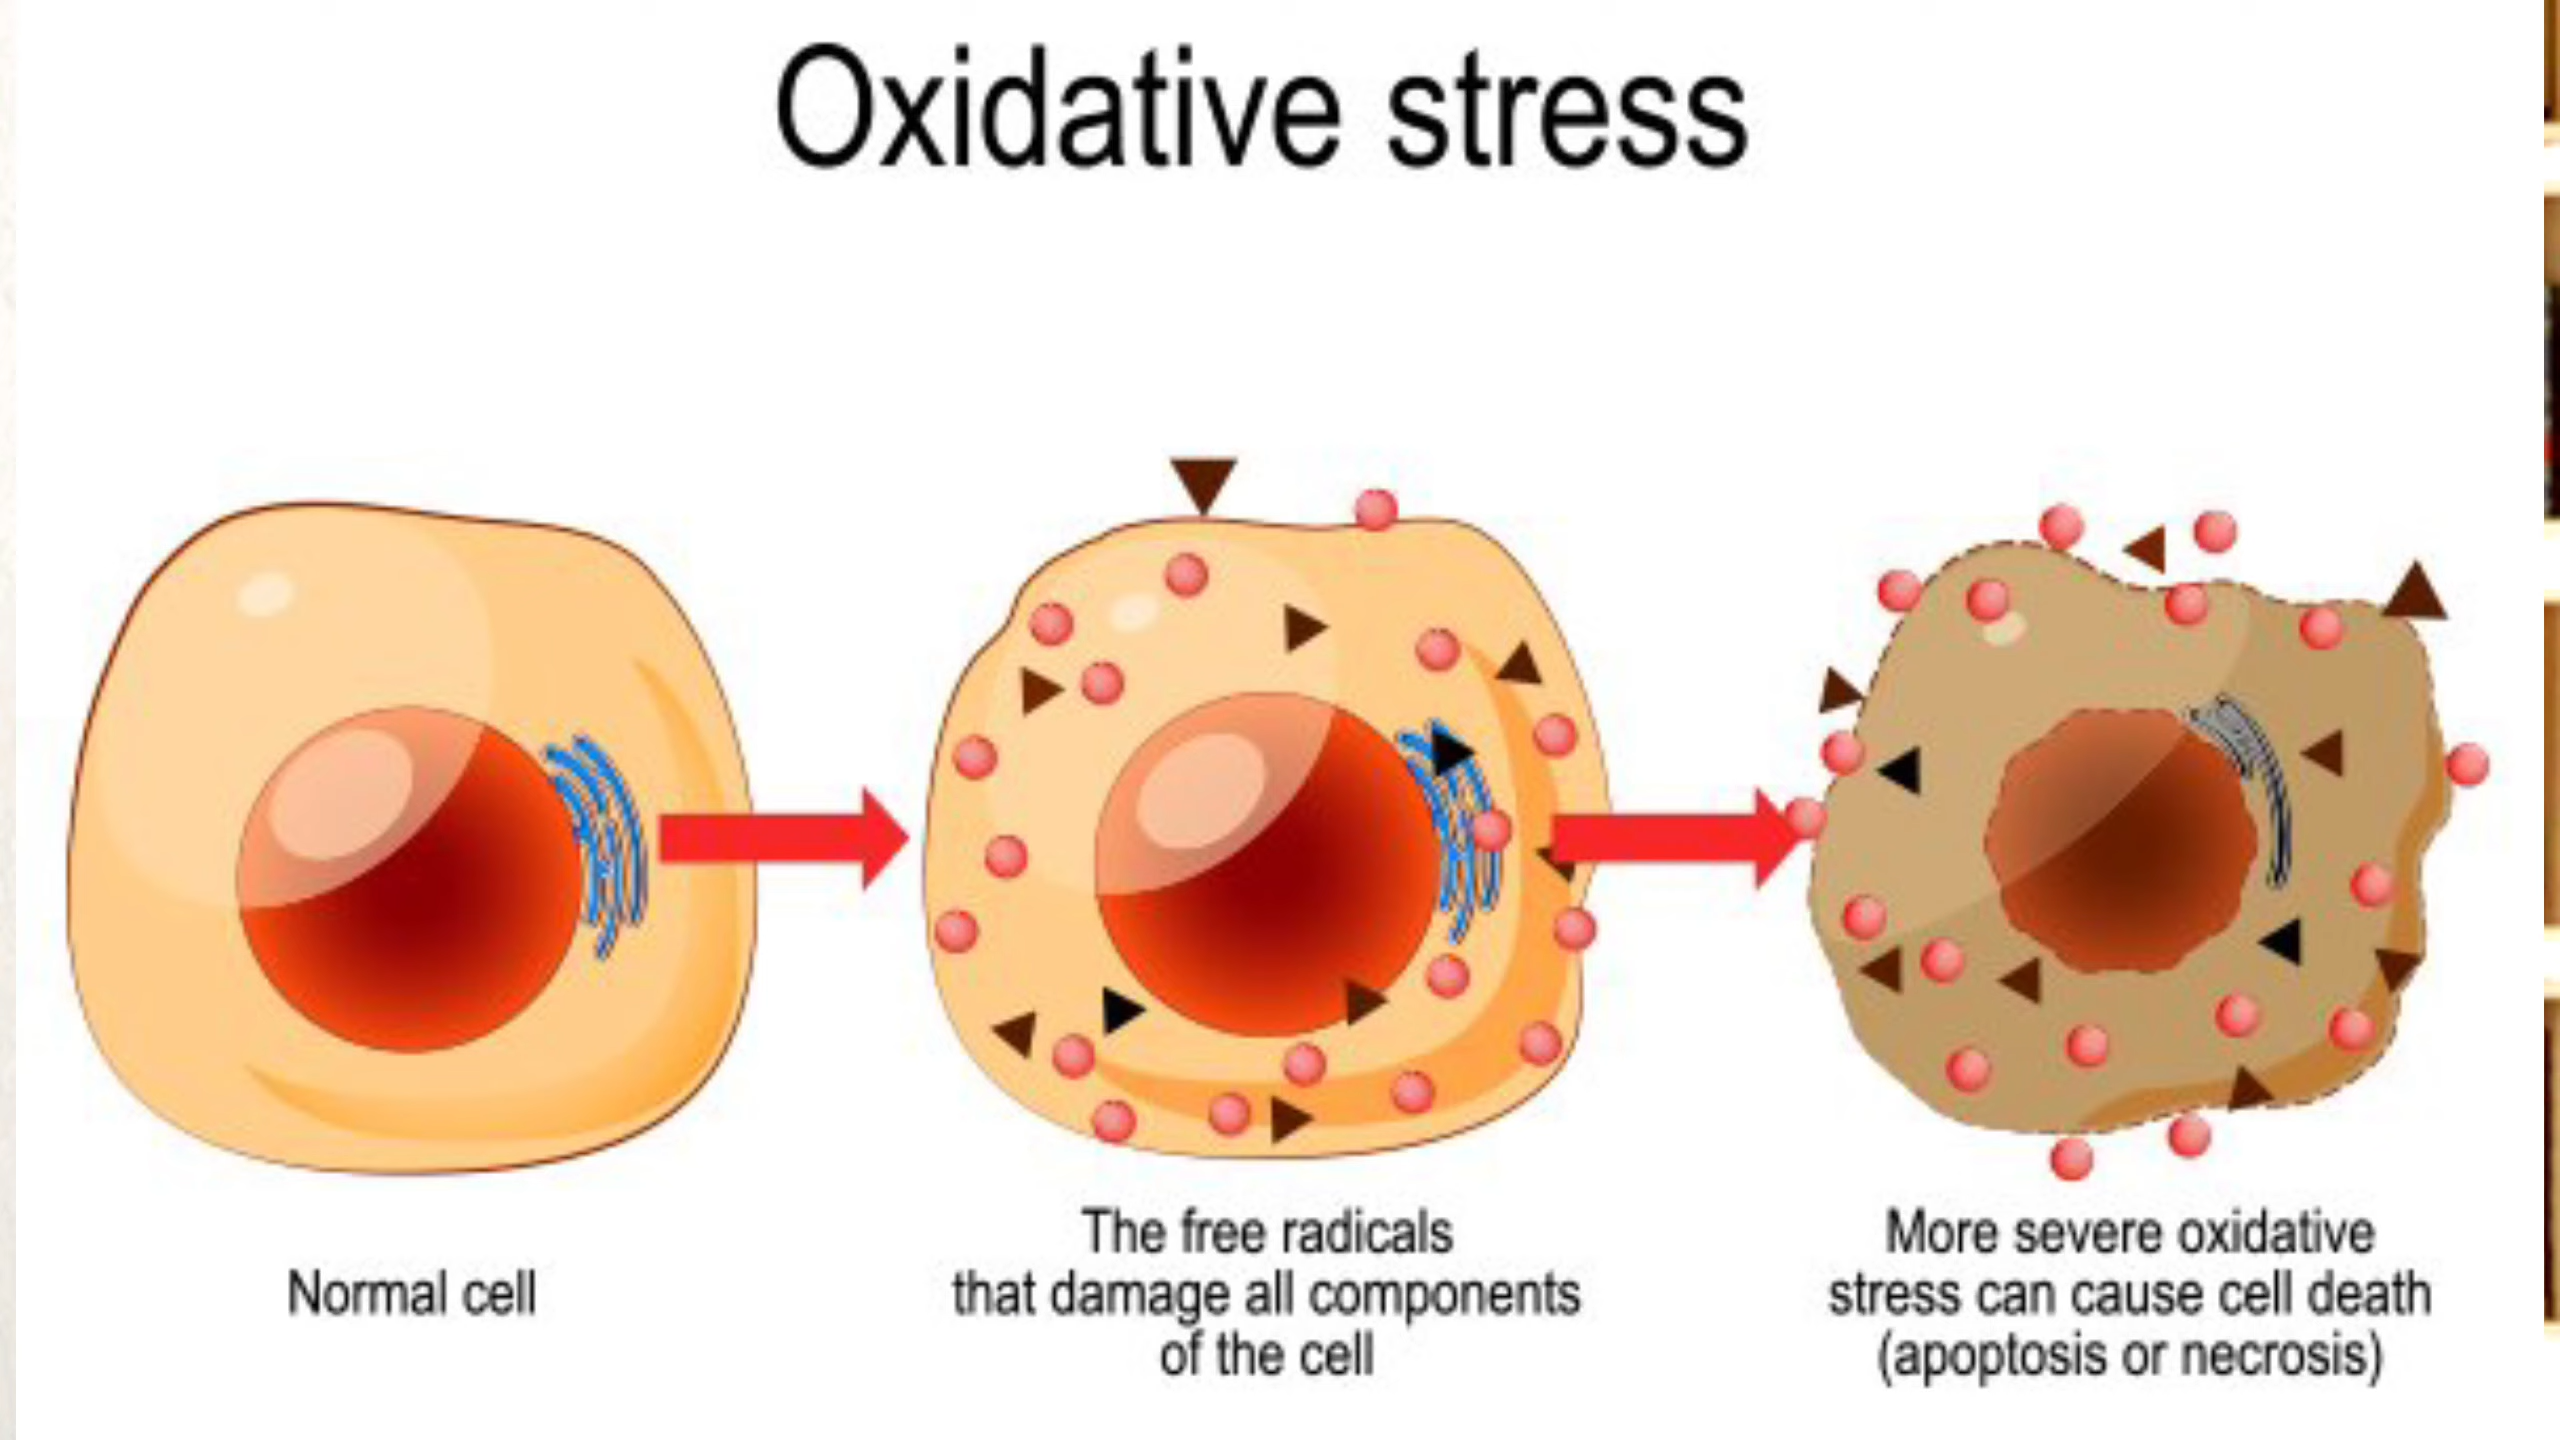 Oxidative stress
Normal cell
The free radicals
that damage all components
of the cell
More severe oxidative
stress can cause cell death
(apoptosis or necrosis)